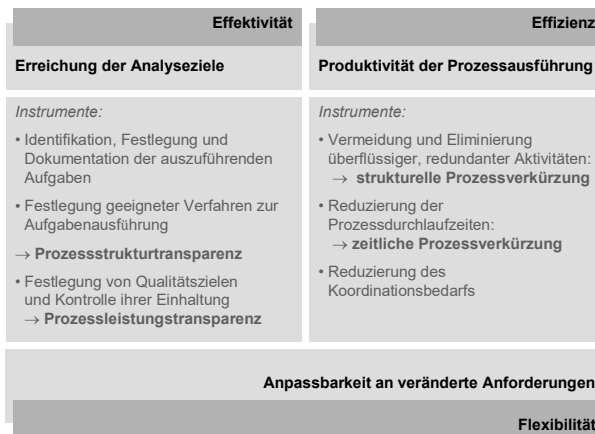 Effektivität
Erreichung der Analyseziele
Instrumente:
• Identifikation, Festlegung und
Dokumentation der auszuführenden
Aufgaben
• Festlegung geeigneter Verfahren zur
Aufgabenausführung
→ Prozessstrukturtransparenz
• Festlegung von Qualitätszielen
und Kontrolle ihrer Einhaltung
→ Prozessleistungstransparenz
Effizienz
Produktivität der Prozessausführung
Instrumente:
• Vermeidung und Eliminierung
überflüssiger, redundanter Aktivitäten:
→ strukturelle Prozessverkürzung
• Reduzierung der
Prozessdurchlaufzeiten:
→ zeitliche Prozessverkürzung
• Reduzierung des
Koordinationsbedarfs
Anpassbarkeit an veränderte Anforderungen
Flexibilität